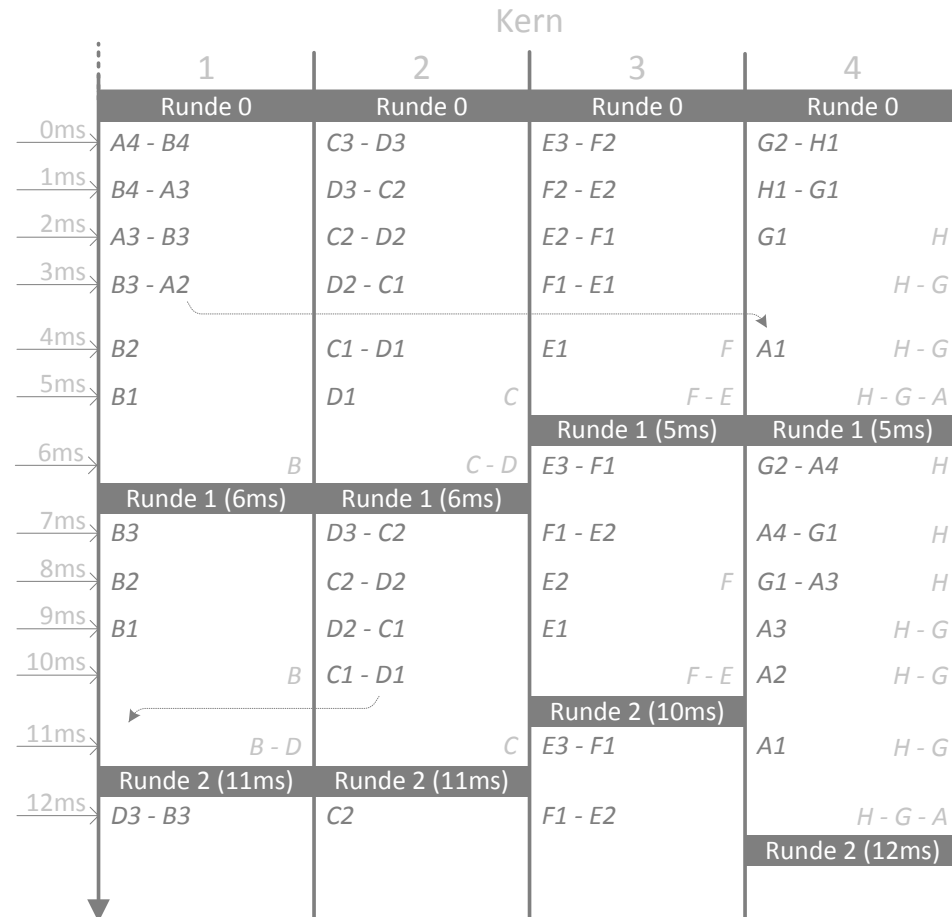 Kern
1 2 3 4
Runde 0 Runde 0 Runde 0 Runde 0
0ms A4 - B4 C3 - D3 E3 - F2 G2 - H1
1ms B4 - A3 D3 - C2 F2 - E2 H1 - G1
2ms A3 - B3 C2 - D2 E2 - F1 G1 H
3ms B3 - A2 D2 - C1 F1 - E1 H - G
4ms B2 C1 - D1 E1 F A1 H - G
5ms B1 D1 C F - E H - G - A
Runde 1 (5ms) Runde 1 (5ms)
6ms B C - D E3 - F1 G2 - A4 H
Runde 1 (6ms) Runde 1 (6ms)
7ms B3 D3 - C2 F1 - E2 A4 - G1 H
8ms B2 C2 - D2 E2 F G1 - A3 H
9ms B1 D2 - C1 E1 A3 H - G
10ms B C1 - D1 F - E A2 H - G
Runde 2 (10ms)
11ms B - D C E3 - F1 A1 H - G
Runde 2 (11ms) Runde 2 (11ms)
12ms D3 - B3 C2 F1 - E2 H - G - A
Runde 2 (12ms)